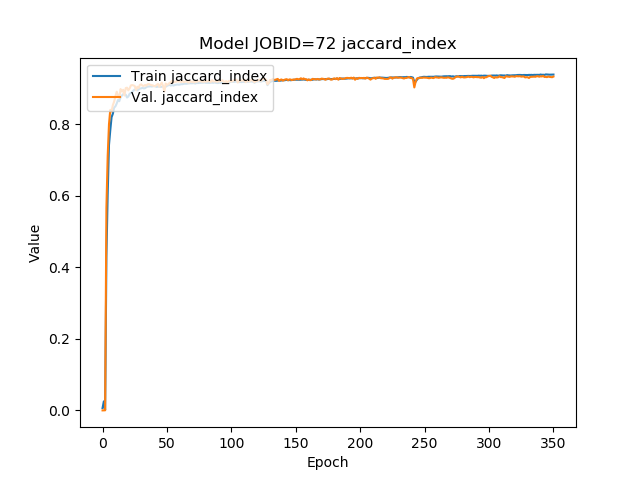 Model JOBID=72 jaccard_index
Train jaccard_index
Val. jaccard_index
Value
0.8
0.6
0.4
0.2
0.0
0 50 100 150 200 250 300 350
Epoch